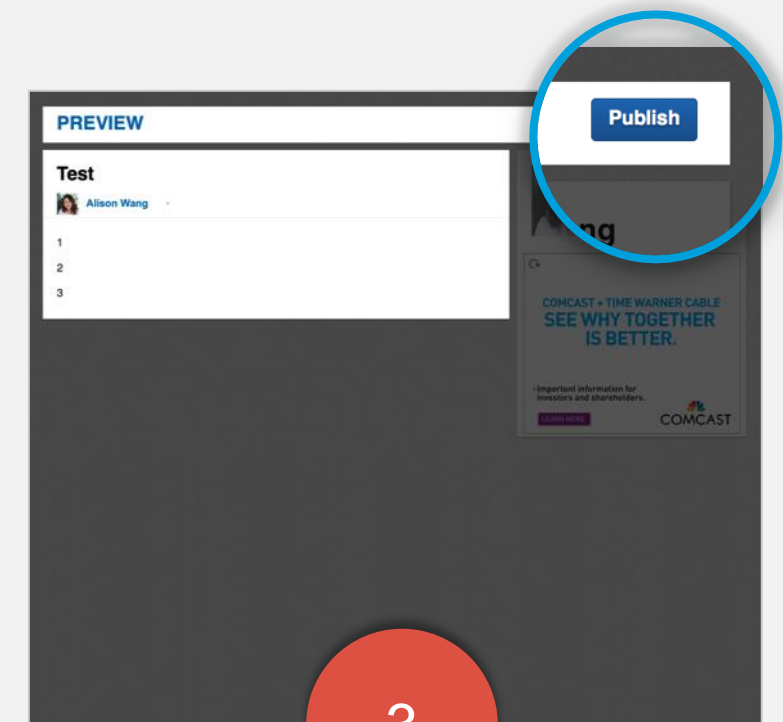 PREVIEW
Publish
Test
Alison Wang -
1
2
3
ng
COMCAST + TIME WARNER CABLE
SEE WHY TOGETHER
IS BETTER.
•Important information for
investors and shareholders.
LEARN MORE
COMCAST